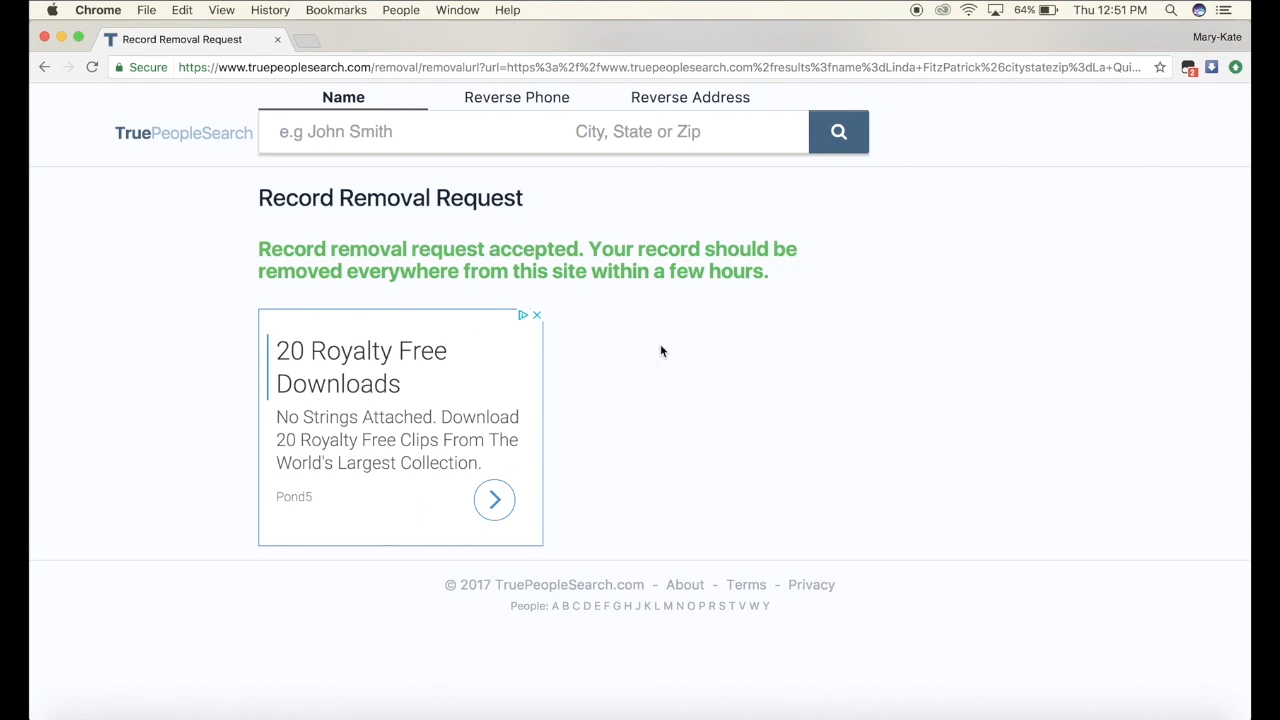 Chrome File Edit View History Bookmarks People Window Help 64% Thu 12:51 PM
Record Removal Request Mary-Kate
Secure https://www.truepeoplesearch.com/removal/removalurl?url=https%3a%2f%2fwww.truepeoplesearch.com%2fresults%3fname%3dLinda+FitzPatrick%26citystatezip%3dLa+Qui...
2
Name Reverse Phone Reverse Address
TruePeopleSearch e.g John Smith City, State or Zip
Record Removal Request
Record removal request accepted. Your record should be
removed everywhere from this site within a few hours.
20 Royalty Free
Downloads
No Strings Attached. Download
20 Royalty Free Clips From The
World's Largest Collection.
Pond5
© 2017 TruePeopleSearch.com - About - Terms - Privacy
People: A B C D E F G H J K L M N O P R S T V W Y